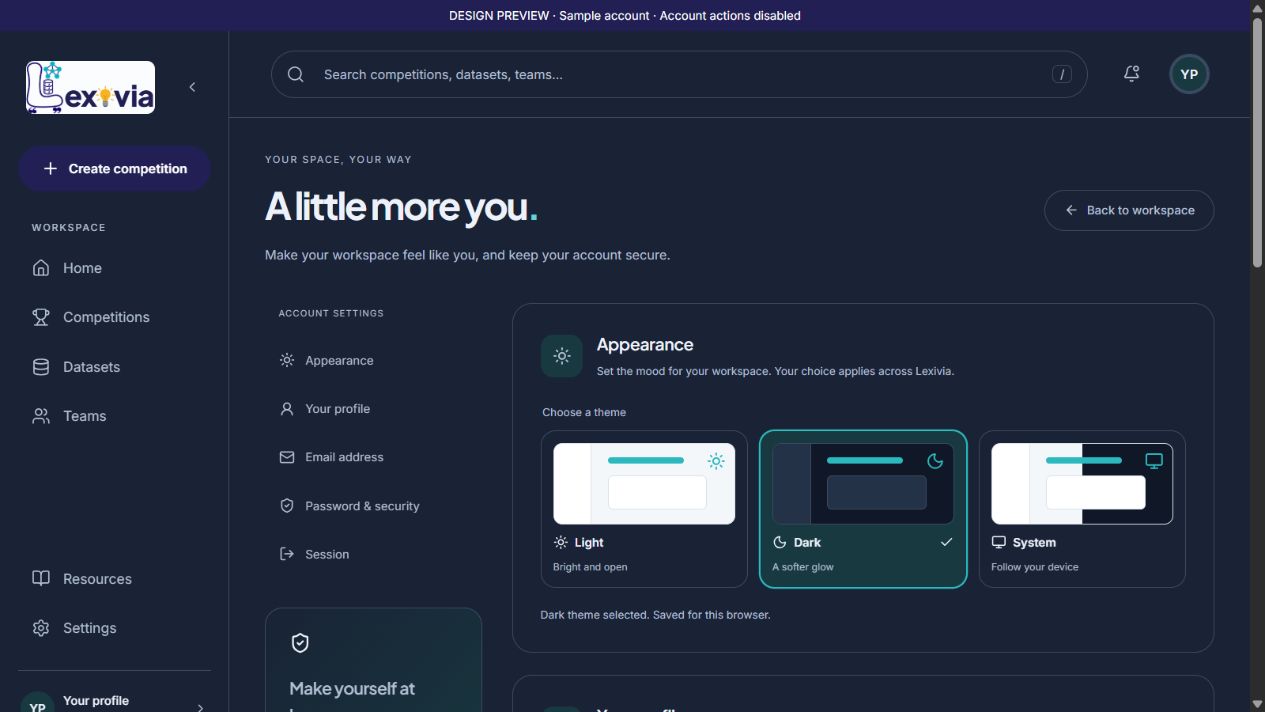 DESIGN PREVIEW · Sample account · Account actions disabled
Lexivia
Search competitions, datasets, teams...
/
YP
Create competition
WORKSPACE
Home
Competitions
Datasets
Teams
Resources
Settings
YP
Your profile
YOUR SPACE, YOUR WAY
A little more you.
Back to workspace
Make your workspace feel like you, and keep your account secure.
ACCOUNT SETTINGS
Appearance
Your profile
Email address
Password & security
Session
Make yourself at
Appearance
Set the mood for your workspace. Your choice applies across Lexivia.
Choose a theme
Light
Bright and open
Dark
A softer glow
System
Follow your device
Dark theme selected. Saved for this browser.